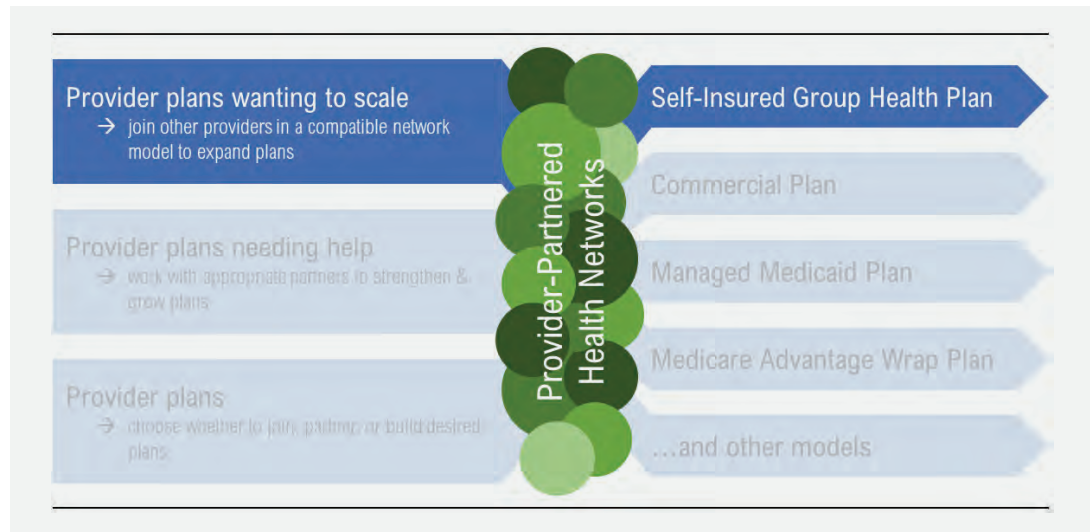 Provider plans wanting to scale
→ join other providers in a compatible network
model to expand plans
Provider plans needing help
→ work with appropriate partners to strengthen &
grow plans
Provider plans
→ choose whether to join, partner, or build desired
plans
Provider-Partnered
Health Networks
Self-Insured Group Health Plan
Commercial Plan
Managed Medicaid Plan
Medicare Advantage Wrap Plan
…and other models